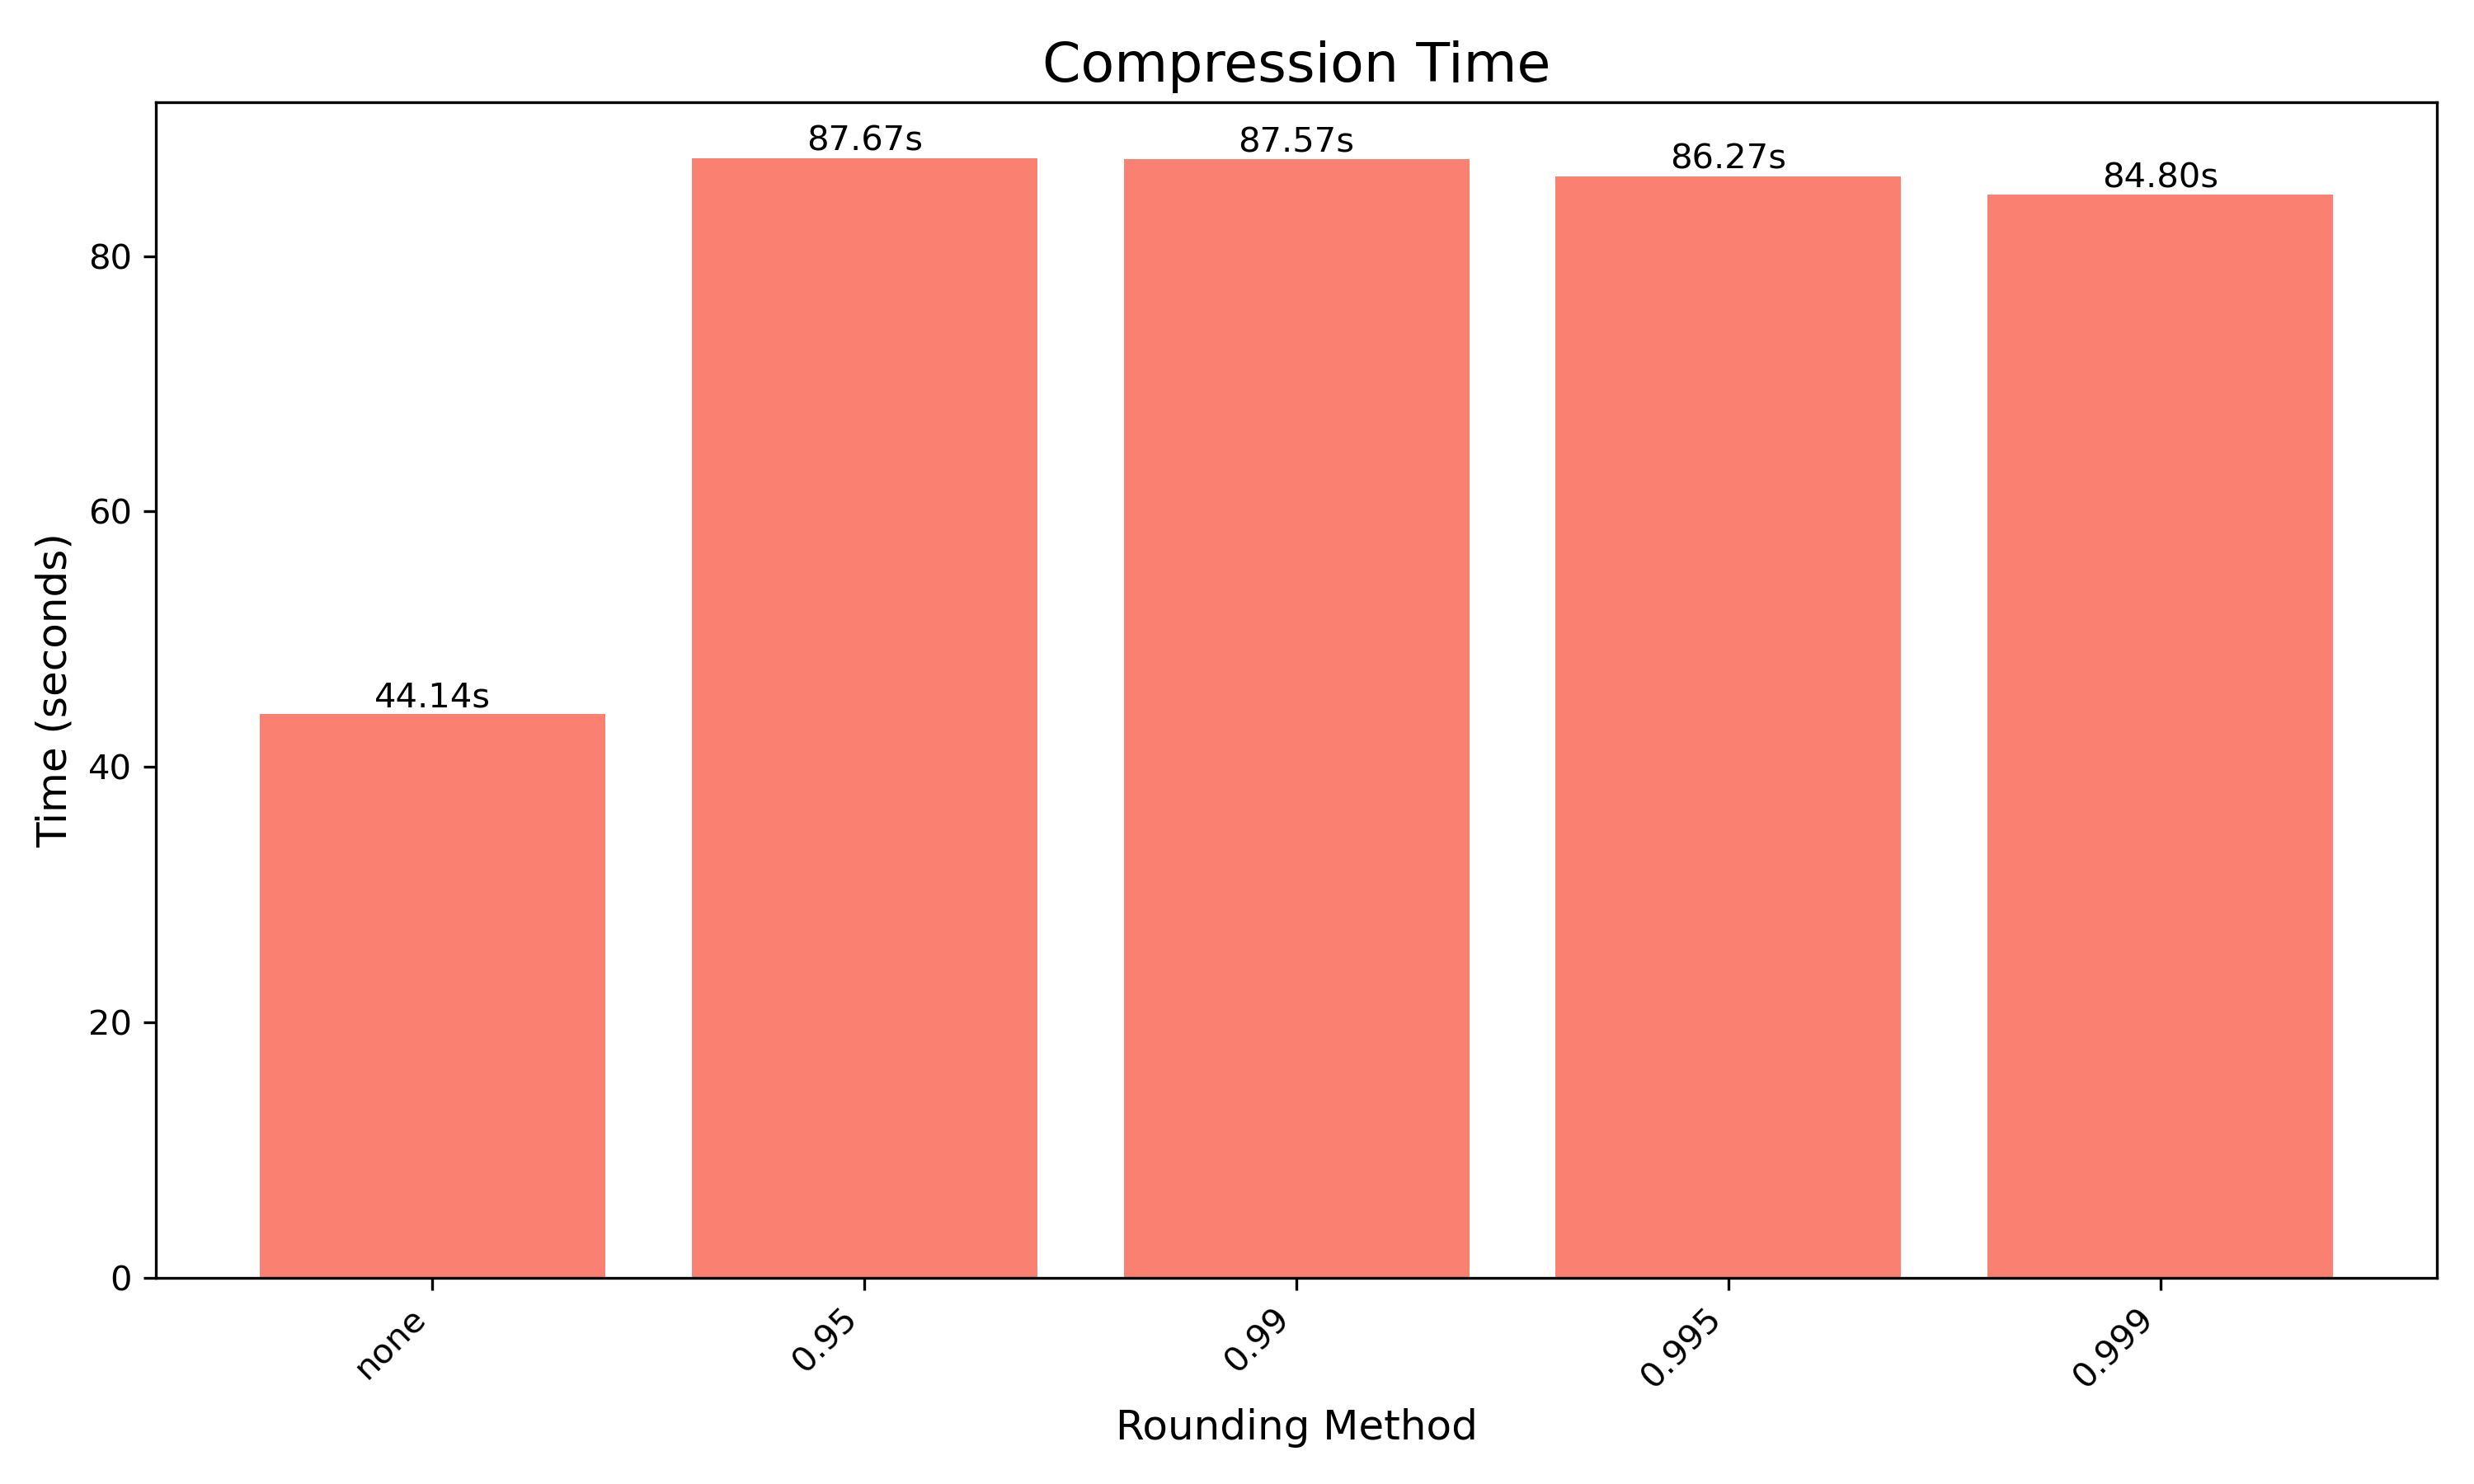 Compression Time
87.67s
87.57s
86.27s
84.80s
44.14s
80
60
40
20
0
Time (seconds)
none
0.95
0.99
0.995
0.999
Rounding Method